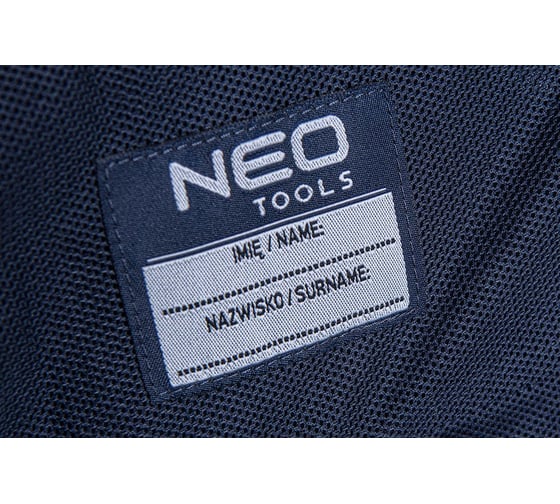 NEO
TOOLS
IMIĘ / NAME:
NAZWISKO / SURNAME: